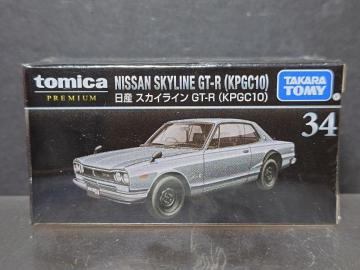 tomica
PREMIUM
NISSAN SKYLINE GT-R (KPGC10)
日産 スカイライン GT-R (KPGC10)
TAKARA
TOMY
34